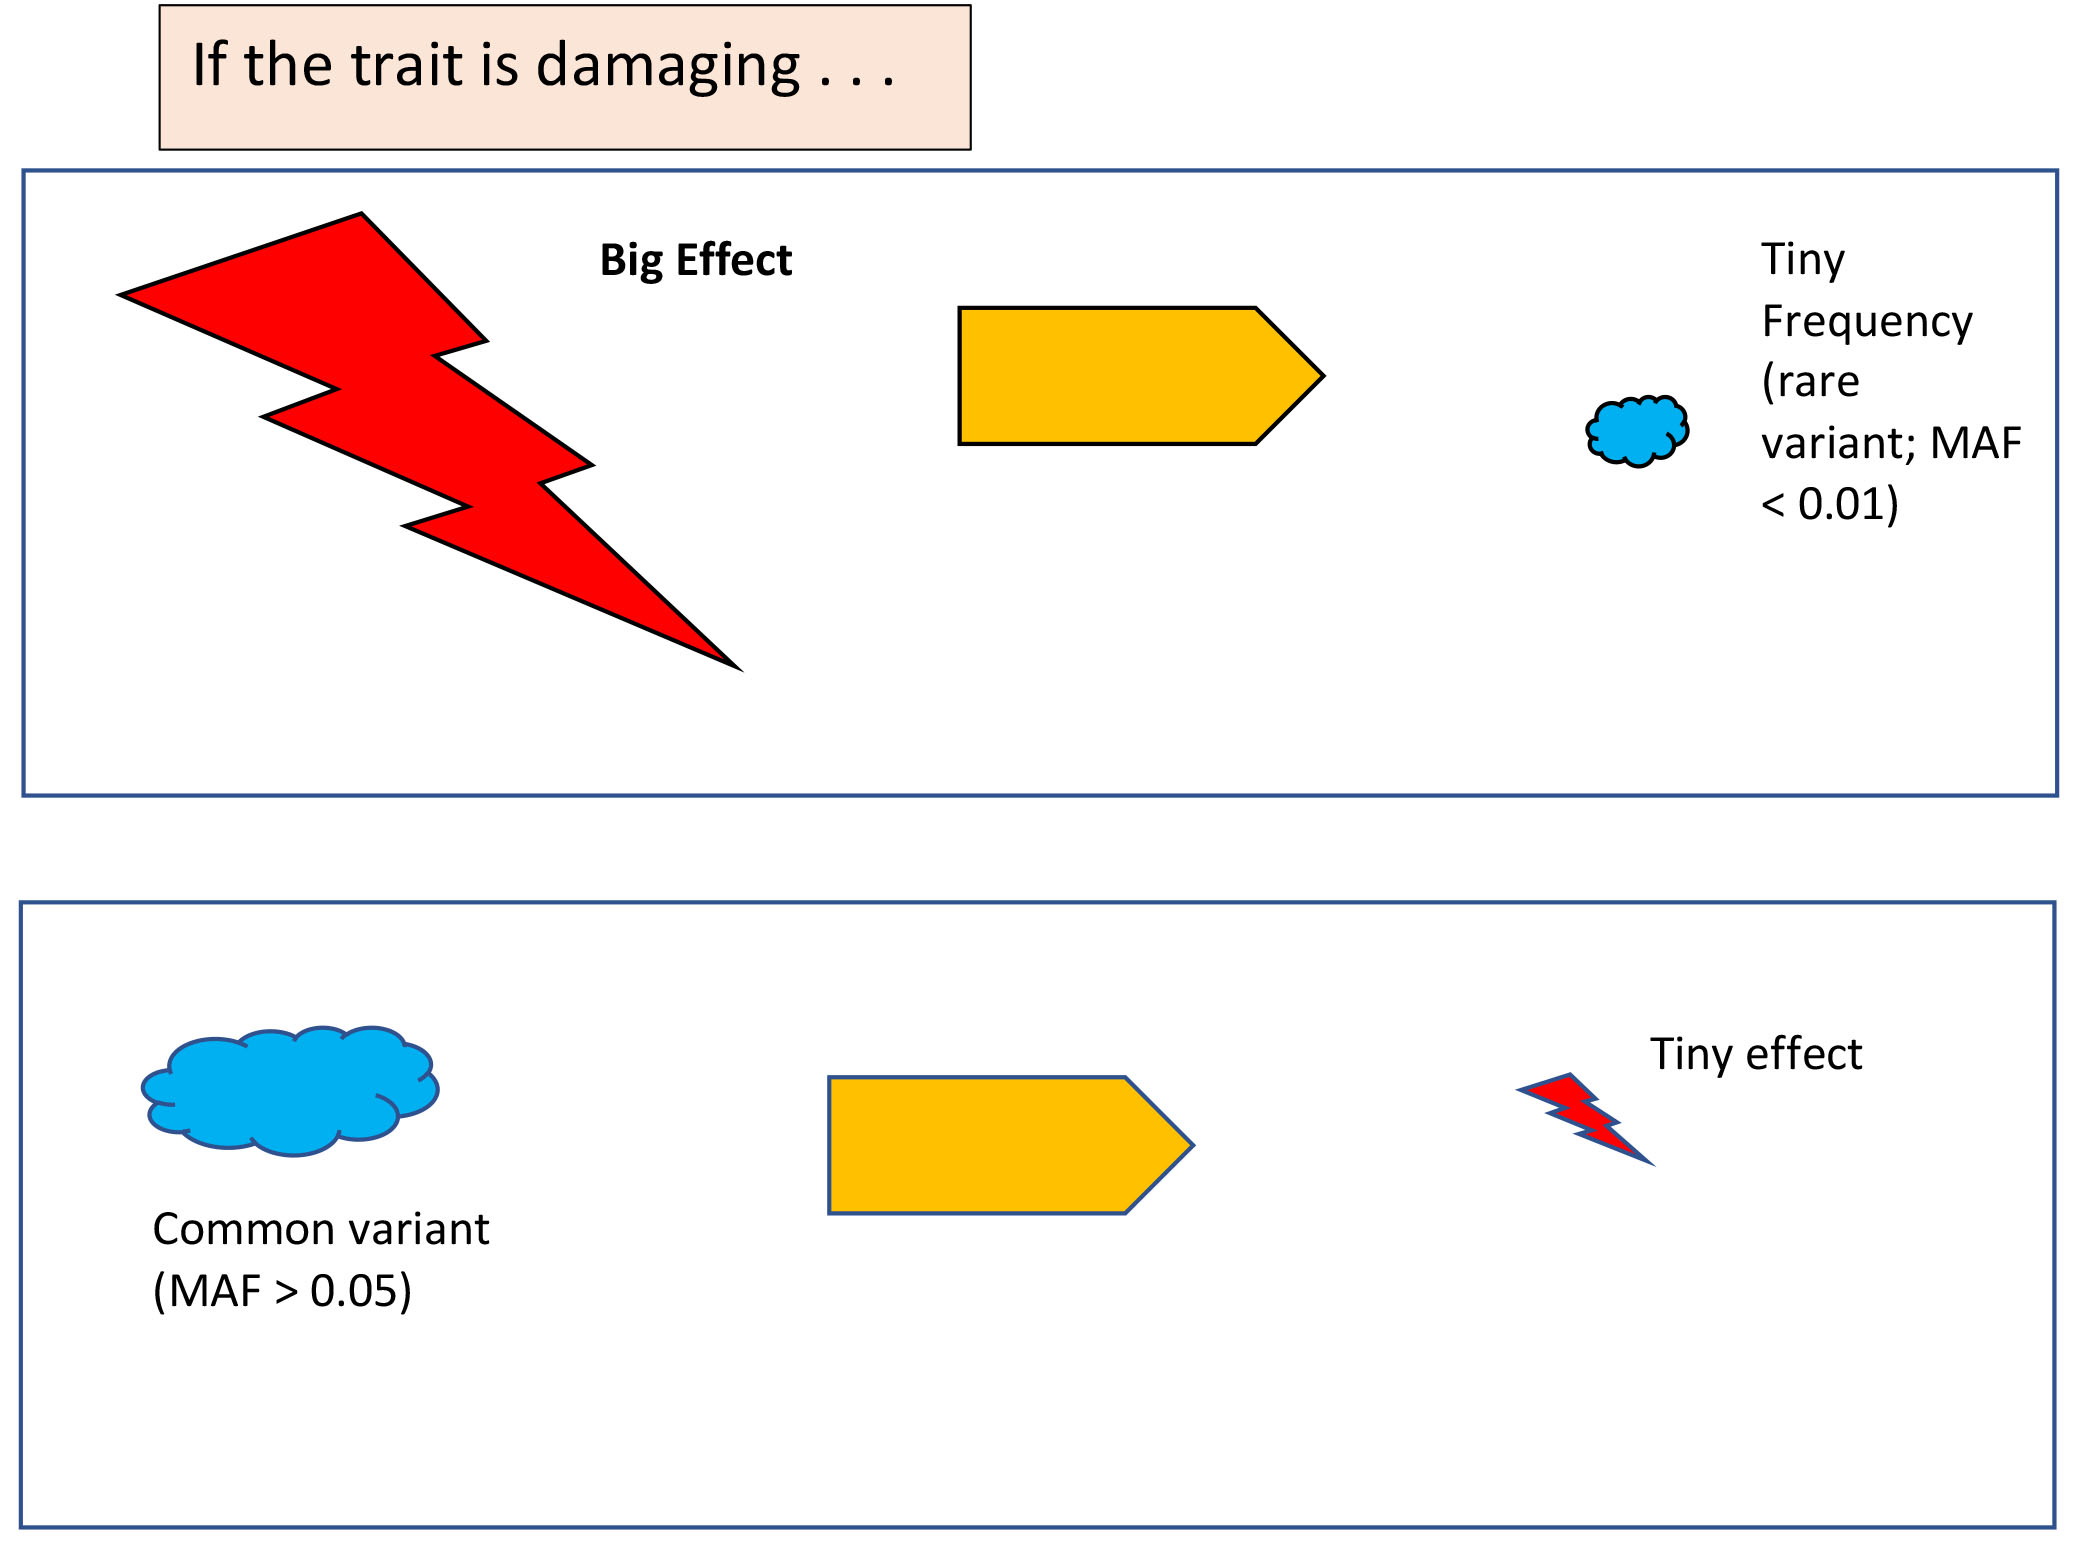 If the trait is damaging . . .
Big Effect
Tiny
Frequency
(rare
variant; MAF
< 0.01)
Tiny effect
Common variant
(MAF > 0.05)